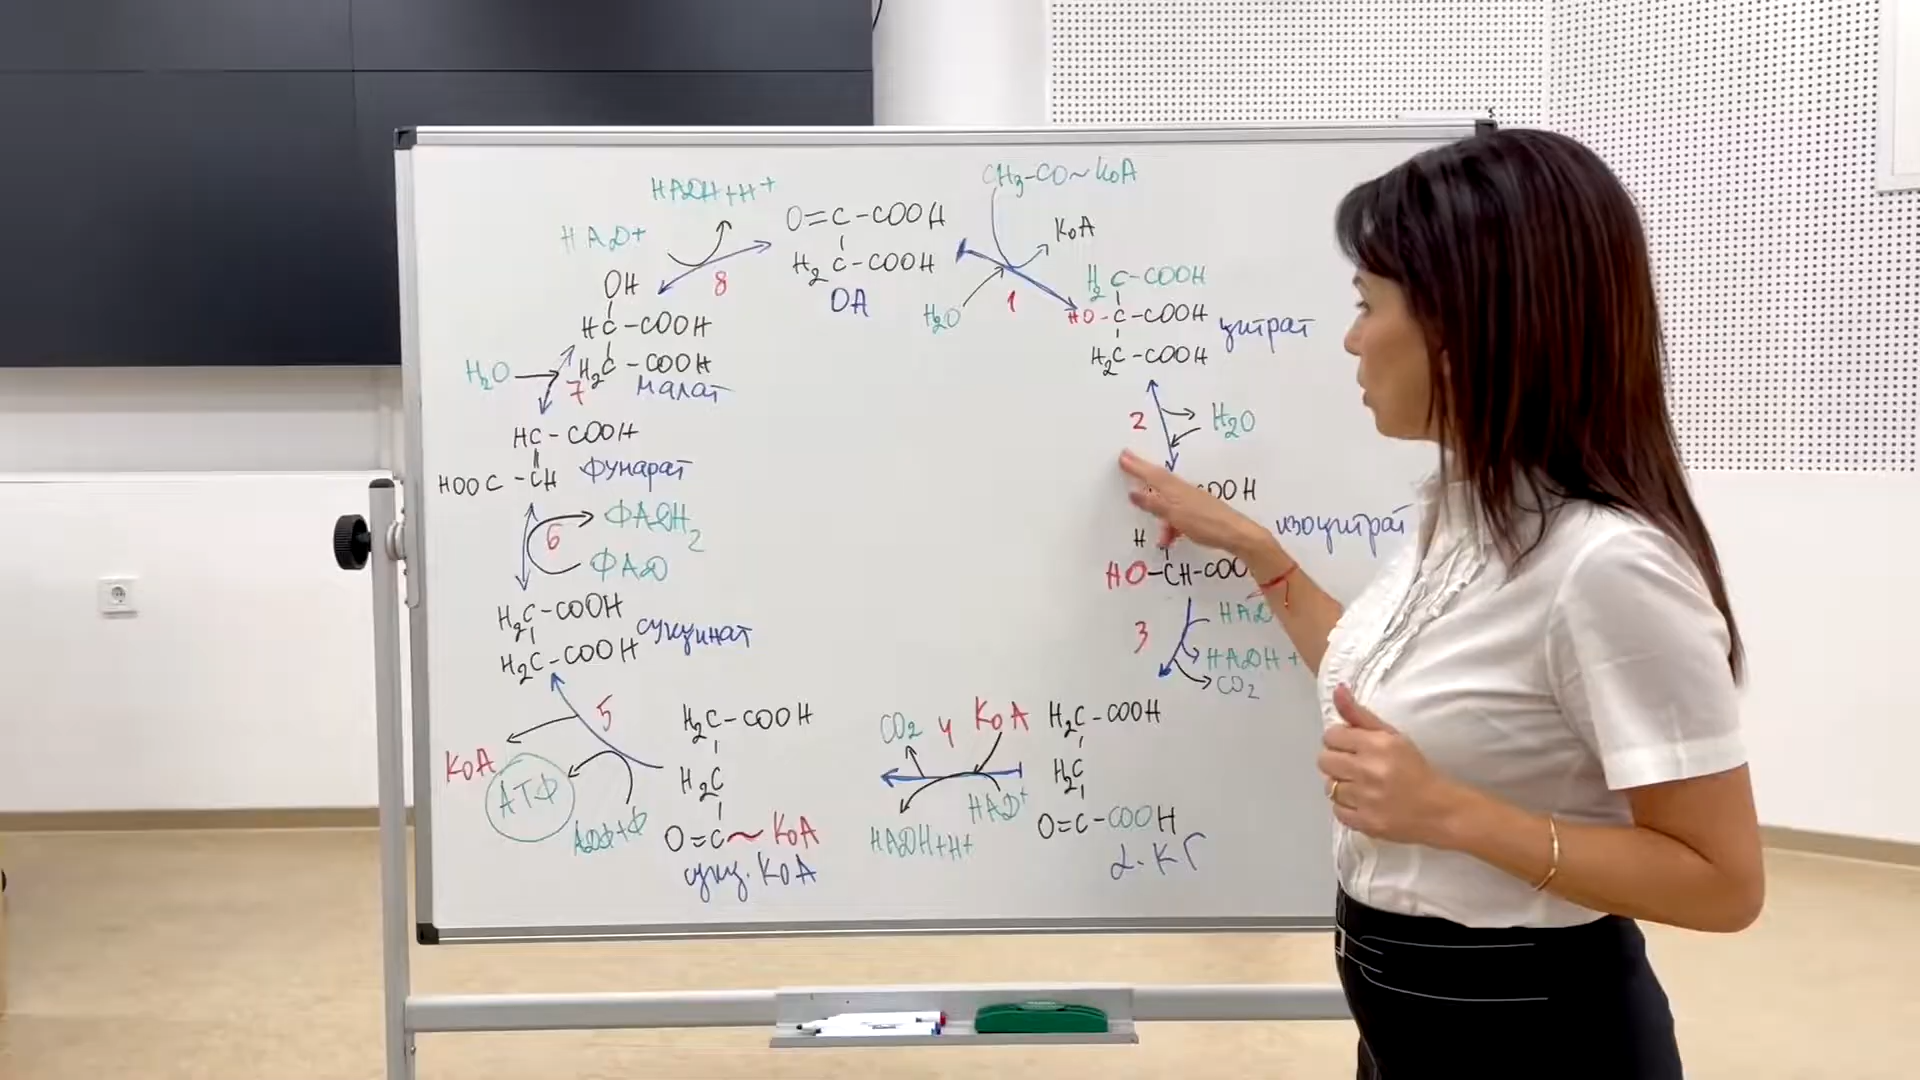 CH3-CO~KoA
НАДН+Н+
НАД+
O=C-COOH
H2C-COOH
ОА
KoA
H2O
1
8
H2C-COOH
HO-C-COOH
H2C-COOH
цитрат
OH
HC-COOH
H2C-COOH
малат
H2O
7
2
H2O
HC-COOH
HOOC-CH
фумарат
OOH
изоцитрат
H
HO-CH-COO
6
ФАДН2
ФАД
3
НАД
НАДН +
CO2
H2C-COOH
H2C-COOH
сукцинат
5
KoA
АТФ
АДФ+Ф
H2C-COOH
H2C
O=C~KoA
сукц. KoA
CO2
4
KoA
НАД+
НАДН+Н+
H2C-COOH
H2C
O=C-COOH
α-КГ